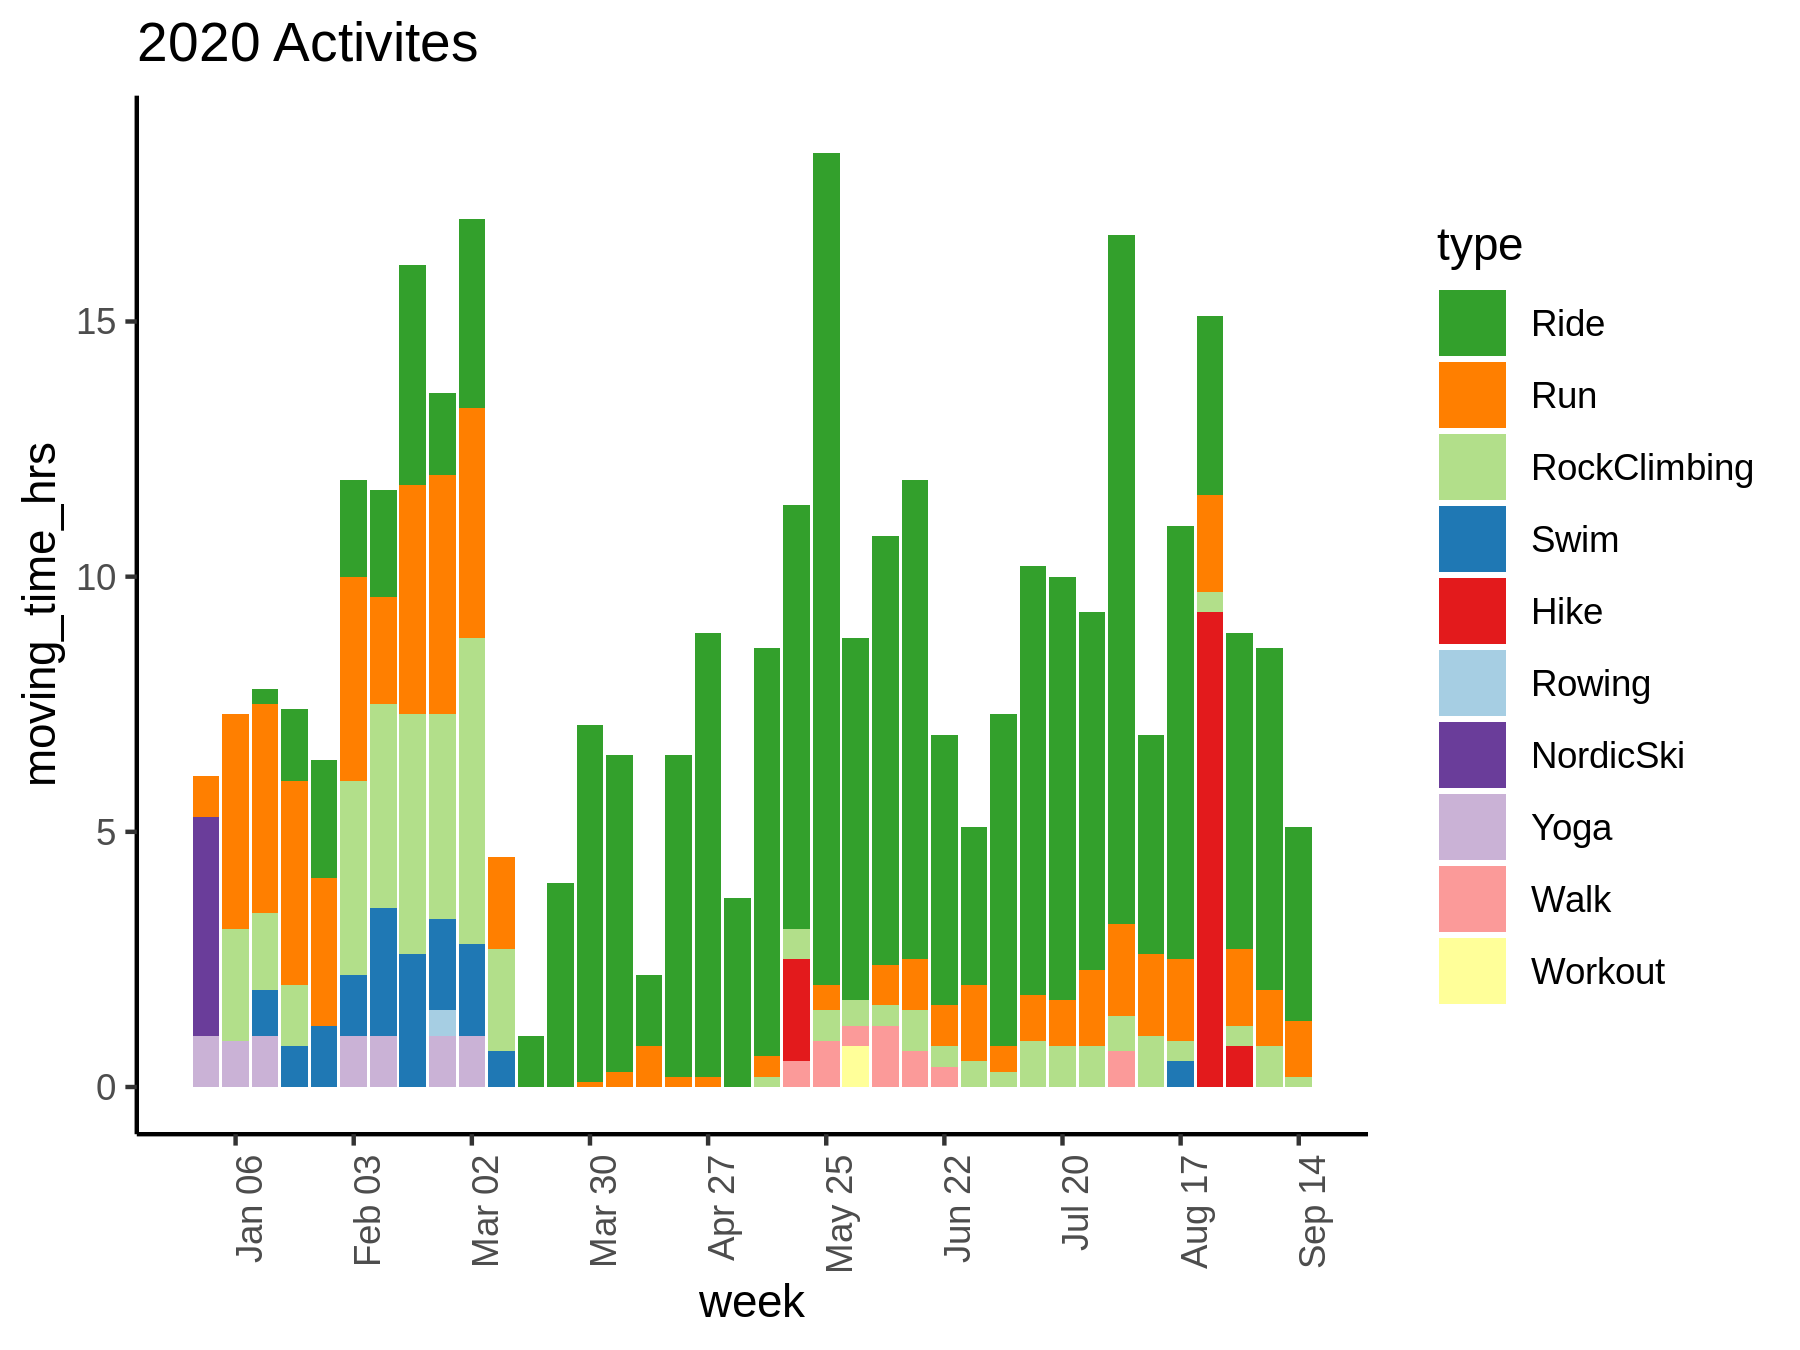 2020 Activites
moving_time_hrs
15
10
5
0
Jan 06
Feb 03
Mar 02
Mar 30
Apr 27
May 25
Jun 22
Jul 20
Aug 17
Sep 14
week
type
Ride
Run
RockClimbing
Swim
Hike
Rowing
NordicSki
Yoga
Walk
Workout